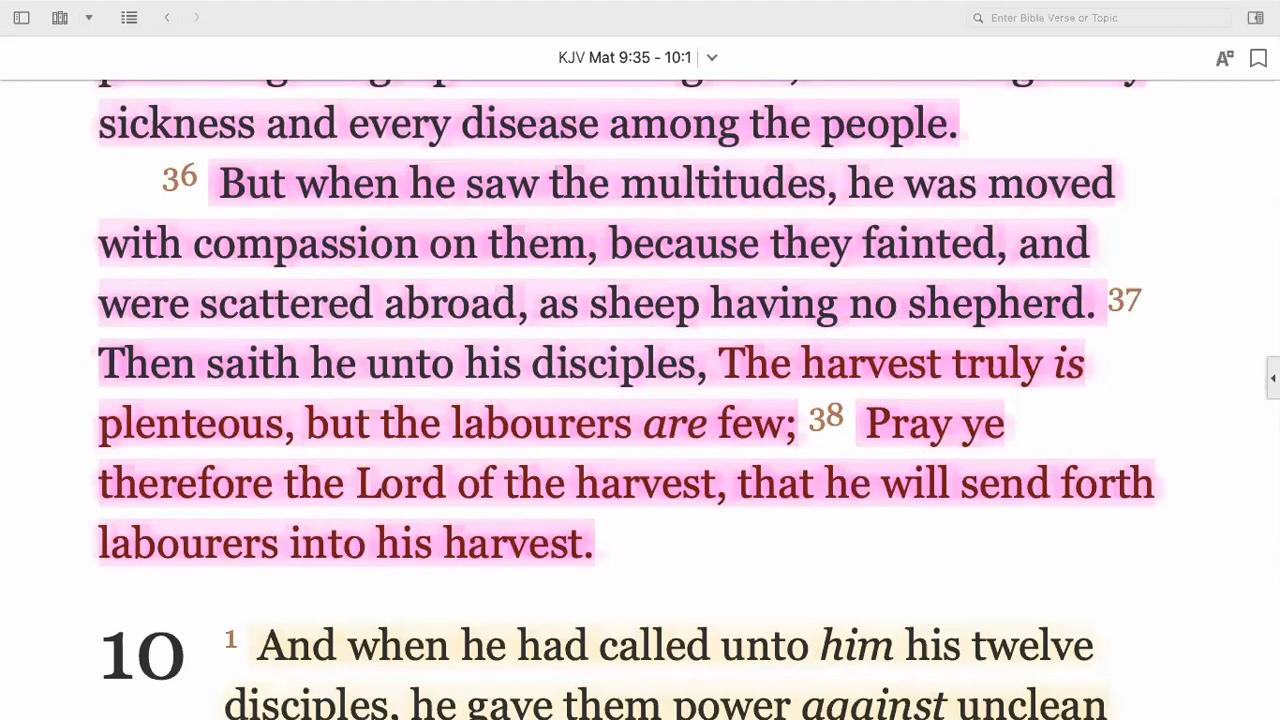 Enter Bible Verse or Topic
KJV Mat 9:35 - 10:1
sickness and every disease among the people.
36 But when he saw the multitudes, he was moved
with compassion on them, because they fainted, and
were scattered abroad, as sheep having no shepherd. 37
Then saith he unto his disciples, The harvest truly is
plenteous, but the labourers are few; 38 Pray ye
therefore the Lord of the harvest, that he will send forth
labourers into his harvest.
10 1 And when he had called unto him his twelve
disciples, he gave them power against unclean